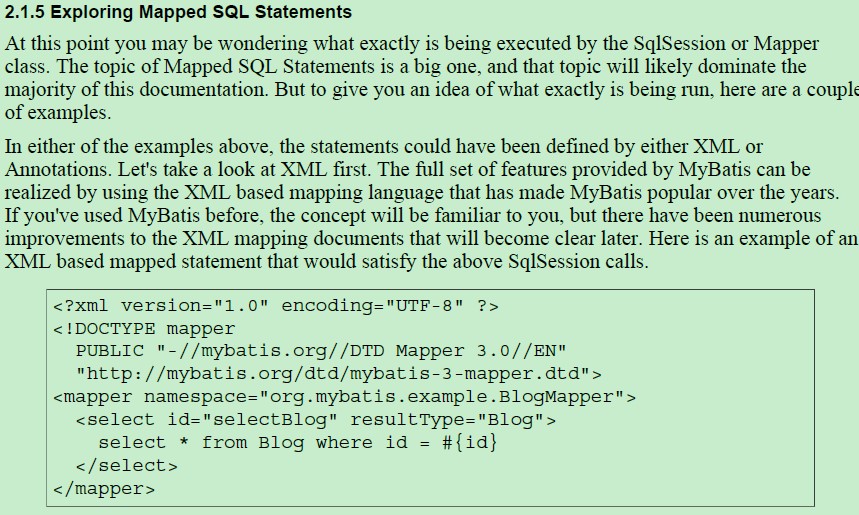 2.1.5 Exploring Mapped SQL Statements
At this point you may be wondering what exactly is being executed by the SqlSession or Mapper
class. The topic of Mapped SQL Statements is a big one, and that topic will likely dominate the
majority of this documentation. But to give you an idea of what exactly is being run, here are a couple
of examples.
In either of the examples above, the statements could have been defined by either XML or
Annotations. Let's take a look at XML first. The full set of features provided by MyBatis can be
realized by using the XML based mapping language that has made MyBatis popular over the years.
If you've used MyBatis before, the concept will be familiar to you, but there have been numerous
improvements to the XML mapping documents that will become clear later. Here is an example of an
XML based mapped statement that would satisfy the above SqlSession calls.
<?xml version="1.0" encoding="UTF-8" ?>
<!DOCTYPE mapper
PUBLIC "-//mybatis.org//DTD Mapper 3.0//EN"
"http://mybatis.org/dtd/mybatis-3-mapper.dtd">
<mapper namespace="org.mybatis.example.BlogMapper">
<select id="selectBlog" resultType="Blog">
select * from Blog where id = #{id}
</select>
</mapper>